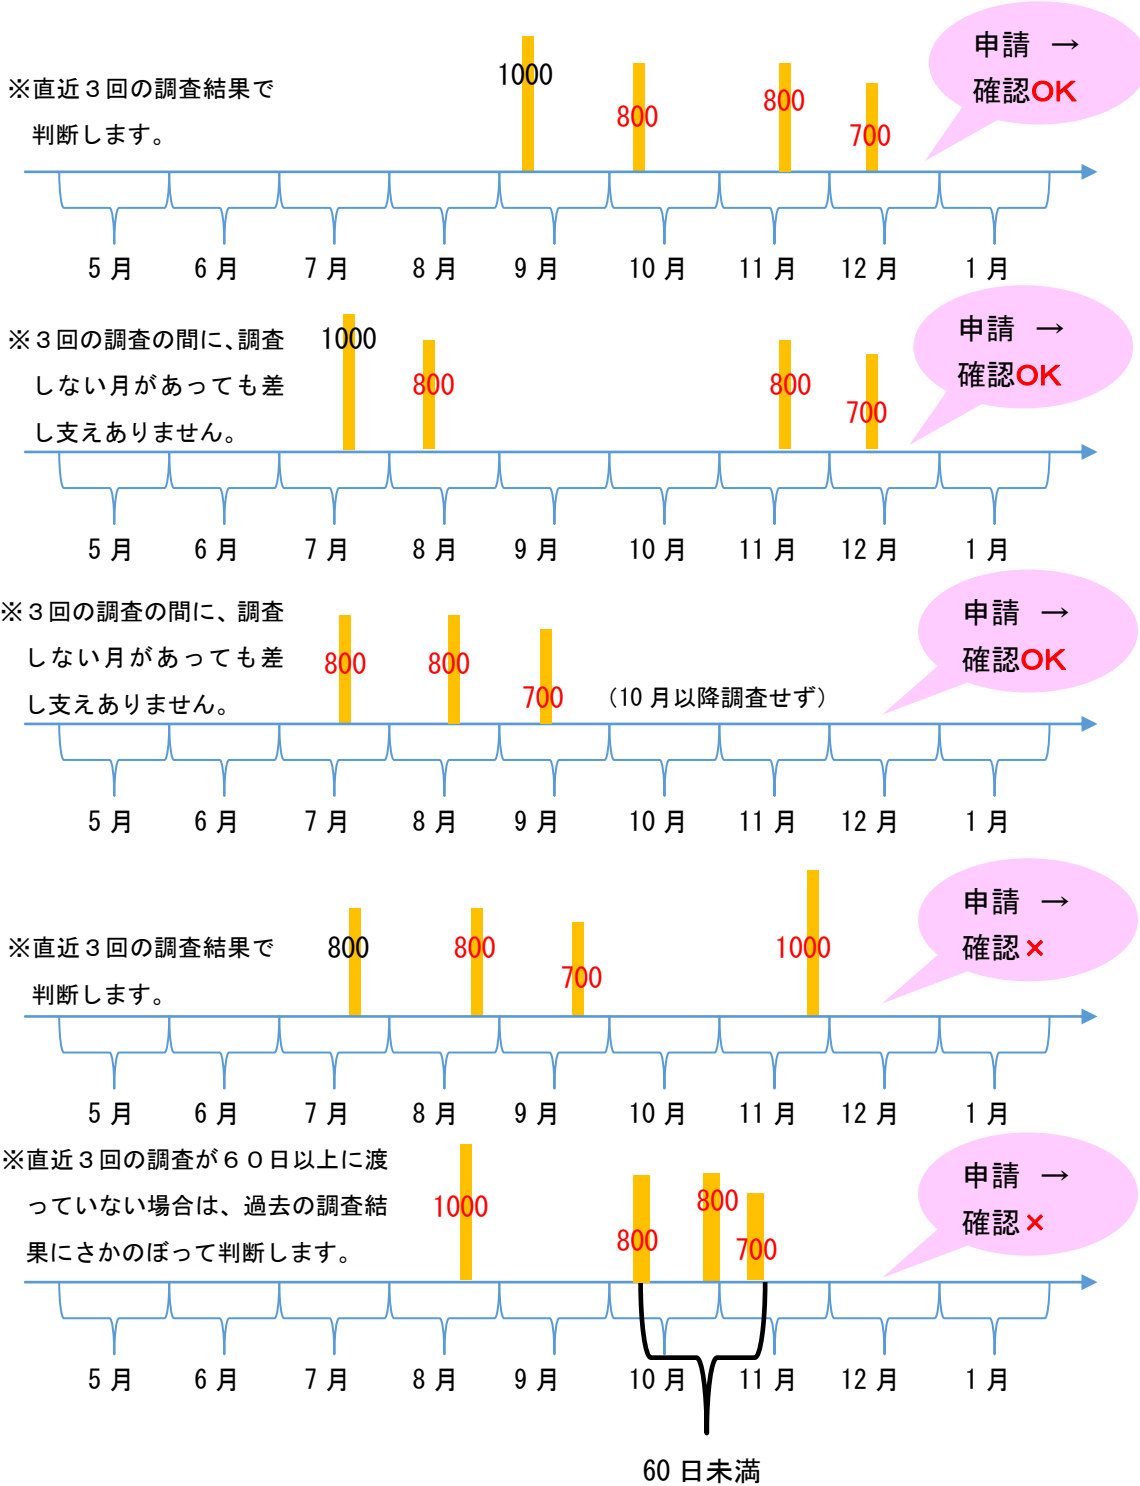 ※直近３回の調査結果で
判断します。
1000
800
800
700
申請 →
確認OK
5 月
6 月
7 月
8 月
9 月
10 月
11 月
12 月
1 月
※３回の調査の間に、調査
しない月があっても差
し支えありません。
1000
800
800
700
申請 →
確認OK
5 月
6 月
7 月
8 月
9 月
10 月
11 月
12 月
1 月
※３回の調査の間に、調査
しない月があっても差
し支えありません。
800
800
700
（10 月以降調査せず）
申請 →
確認OK
5 月
6 月
7 月
8 月
9 月
10 月
11 月
12 月
1 月
※直近３回の調査結果で
判断します。
800
800
700
1000
申請 →
確認×
5 月
6 月
7 月
8 月
9 月
10 月
11 月
12 月
1 月
※直近３回の調査が６０日以上に渡
っていない場合は、過去の調査結
果にさかのぼって判断します。
1000
800
800
700
申請 →
確認×
5 月
6 月
7 月
8 月
9 月
10 月
11 月
12 月
1 月
60 日未満